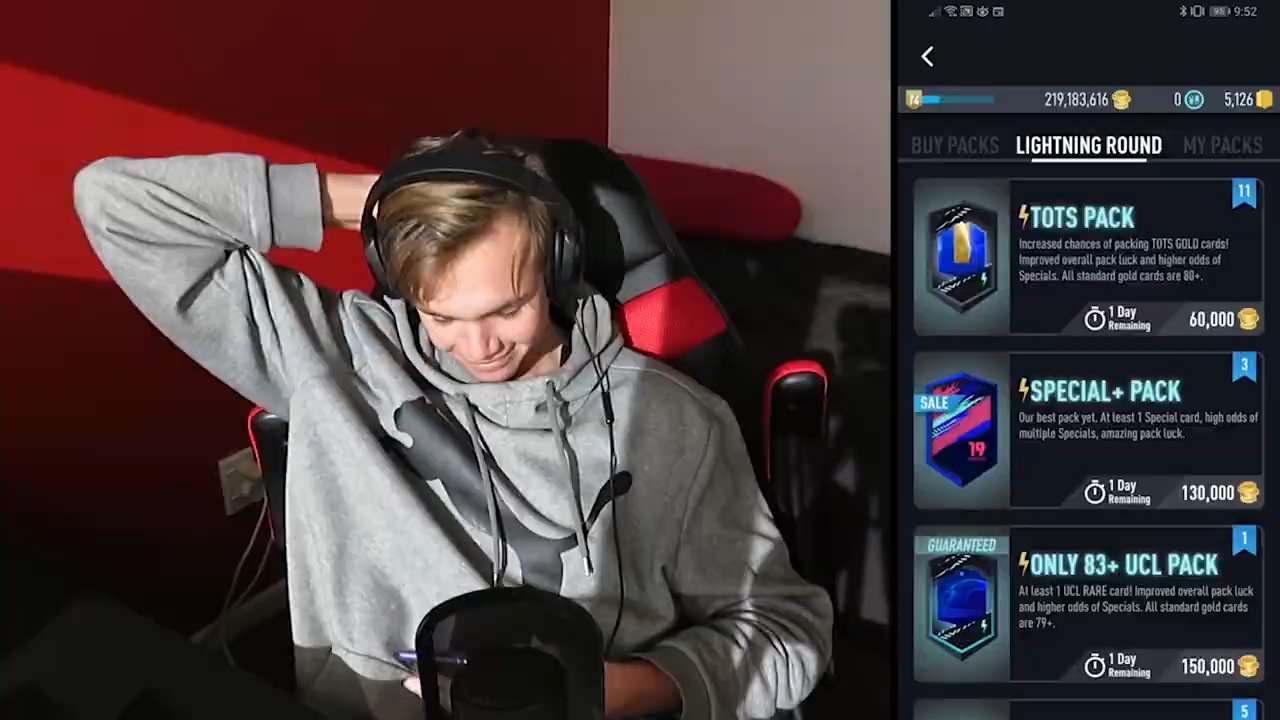 95 9:52
14 219,183,616 0 5,126
BUY PACKS LIGHTNING ROUND MY PACKS
11
TOTS PACK
Increased chances of packing TOTS GOLD cards!
Improved overall pack luck and higher odds of
Specials. All standard gold cards are 80+.
1 Day
Remaining
60,000
3
SALE
19
SPECIAL+ PACK
Our best pack yet. At least 1 Special card, high odds of
multiple Specials, amazing pack luck.
1 Day
Remaining
130,000
1
GUARANTEED
ONLY 83+ UCL PACK
At least 1 UCL RARE card! Improved overall pack luck
and higher odds of Specials. All standard gold cards
are 79+.
1 Day
Remaining
150,000
5